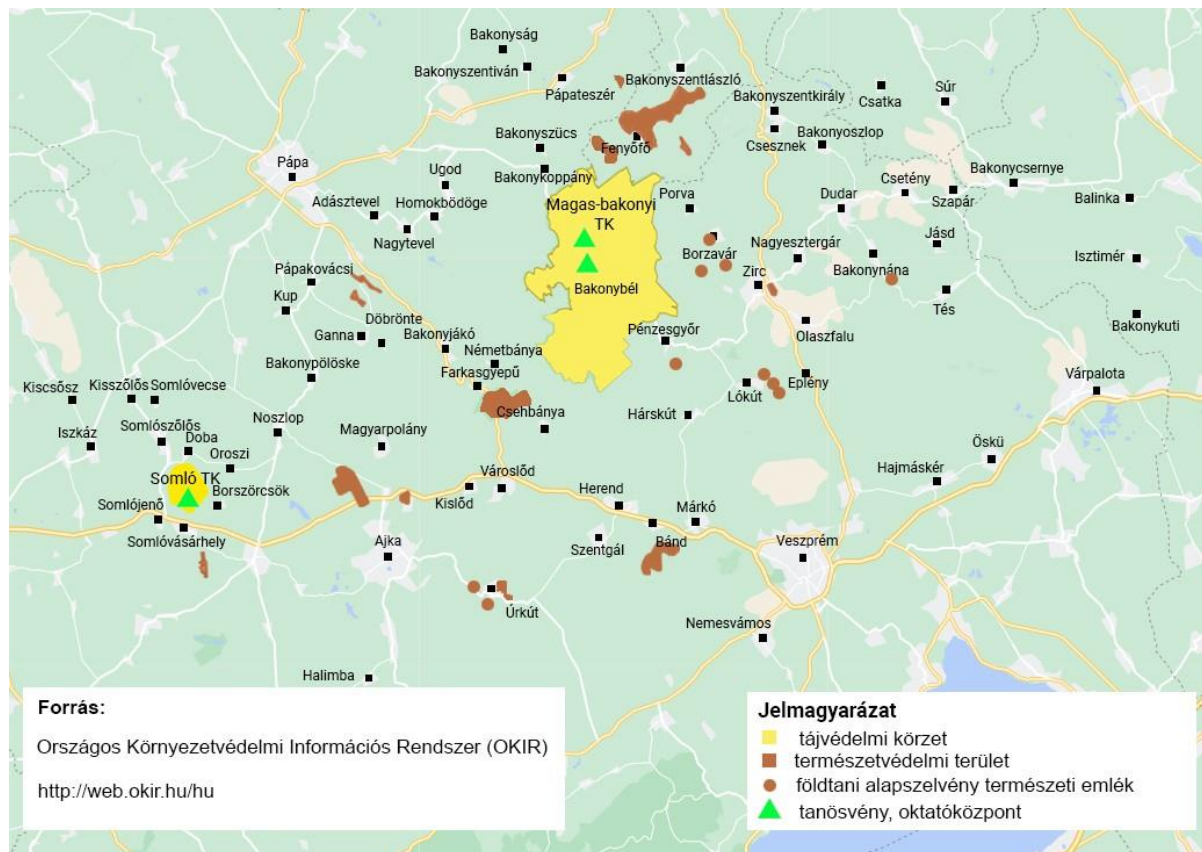 Bakonyság
Bakonyszentiván
Pápateszér
Bakonyszentlászló
Bakonyszentkirály
Csatka
Súr
Bakonyszücs
Fenyőfő
Csesznek
Bakonyoszlop
Pápa
Ugod
Bakonykoppány
Bakonycsernye
Csetény
Dudar
Szapár
Balinka
Adásztevel
Homokbödöge
Magas-bakonyi
TK
Porva
Nagytevel
Borzavár
Nagyesztergár
Jásd
Isztimér
Pápakovácsi
Zirc
Bakonynána
Kup
Bakonybél
Tés
Döbrönte
Ganna
Bakonyjákó
Pénzesgyőr
Olaszfalu
Bakonykuti
Németbánya
Bakonypölöske
Farkasgyepű
Várpalota
Kiscsősz
Kisszőlős
Somlóvecse
Lókút
Eplény
Csehbánya
Hárskút
Noszlop
Somlószőlős
Iszkáz
Doba
Magyarpolány
Oroszi
Öskü
Somló TK
Városlőd
Hajmáskér
Borszörcsök
Herend
Somlójenő
Kislőd
Márkó
Somlóvásárhely
Ajka
Szentgál
Bánd
Veszprém
Úrkút
Nemesvámos
Halimba
Forrás:
Országos Környezetvédelmi Információs Rendszer (OKIR)
http://web.okir.hu/hu
Jelmagyarázat
tájvédelmi körzet
természetvédelmi terület
földtani alapszelvény természeti emlék
tanösvény, oktatóközpont